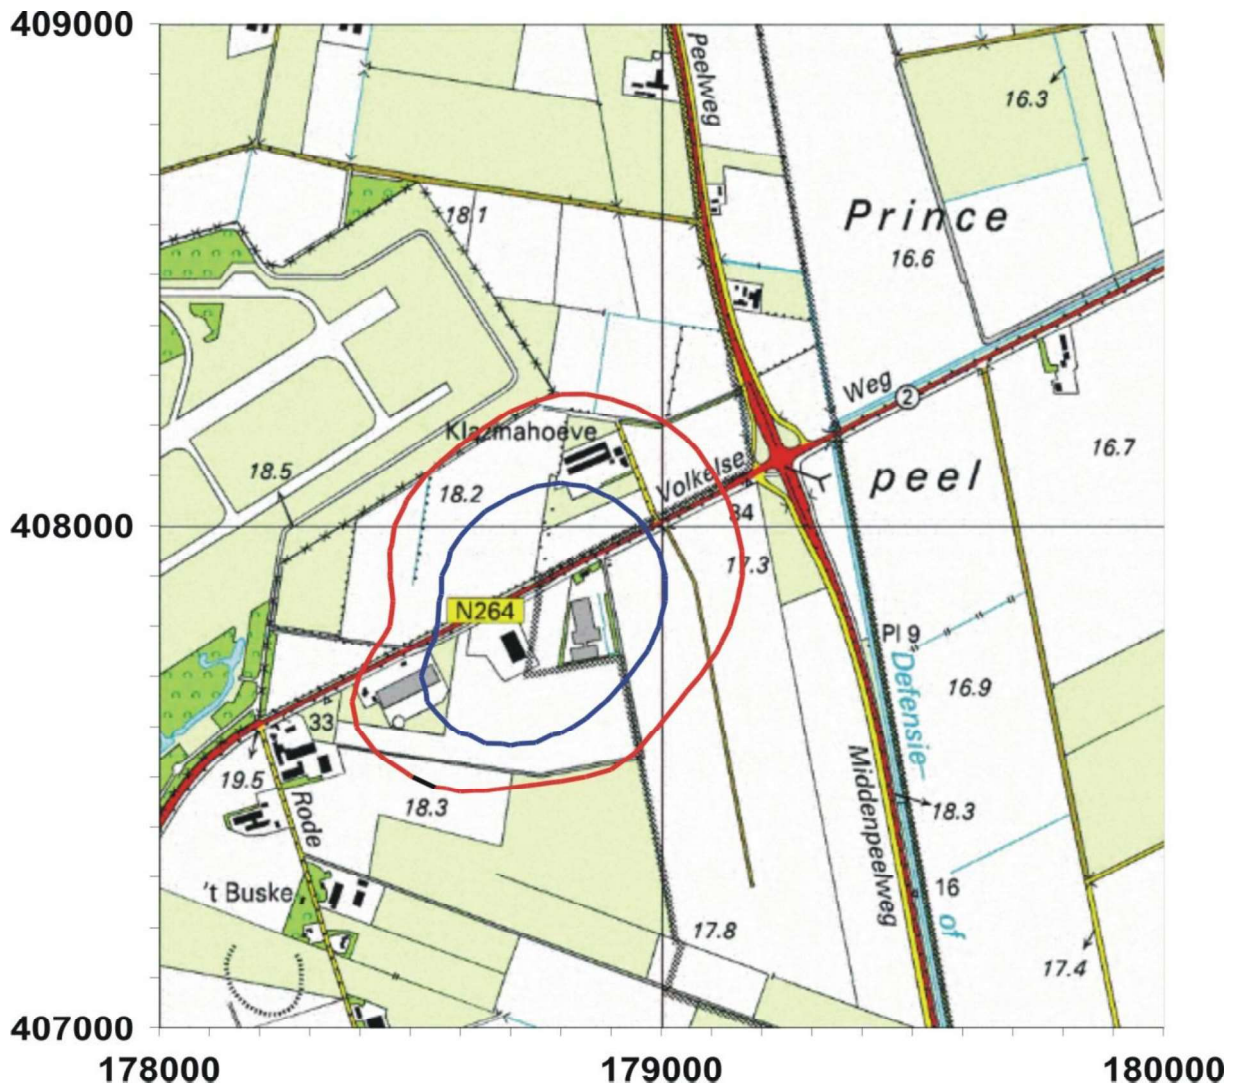 409000
Peelweg
16.3
18.1
Prince
16.6
Weg
2
Klazmahoeve
16.7
18.5
18.2
Volkelse
peel
408000
34
17.3
N264
Pl 9
Defensie-
16.9
33
19.5
Rode
18.3
Middenpeelweg
18.3
't Buske
16
of
17.8
17.4
407000
178000
179000
180000